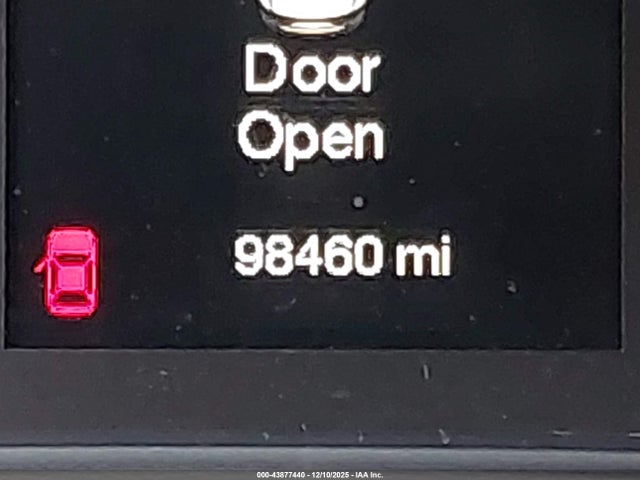 Door
Open
98460 mi
000-43877440 - 12/10/2025 - IAA Inc.